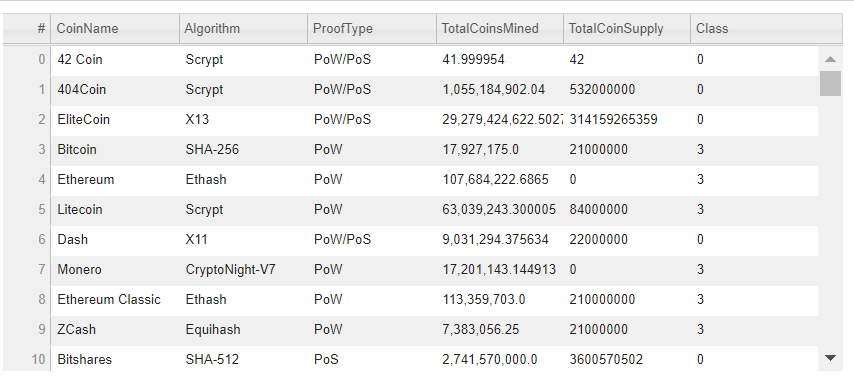 # CoinName Algorithm ProofType TotalCoinsMined TotalCoinSupply Class
0 42 Coin Scrypt PoW/PoS 41.999954 42 0
1 404Coin Scrypt PoW/PoS 1,055,184,902.04 532000000 0
2 EliteCoin X13 PoW/PoS 29,279,424,622.5027 314159265359 0
3 Bitcoin SHA-256 PoW 17,927,175.0 21000000 3
4 Ethereum Ethash PoW 107,684,222.6865 0 3
5 Litecoin Scrypt PoW 63,039,243.300005 84000000 3
6 Dash X11 PoW/PoS 9,031,294.375634 22000000 0
7 Monero CryptoNight-V7 PoW 17,201,143.144913 0 3
8 Ethereum Classic Ethash PoW 113,359,703.0 210000000 3
9 ZCash Equihash PoW 7,383,056.25 21000000 3
10 Bitshares SHA-512 PoS 2,741,570,000.0 3600570502 0